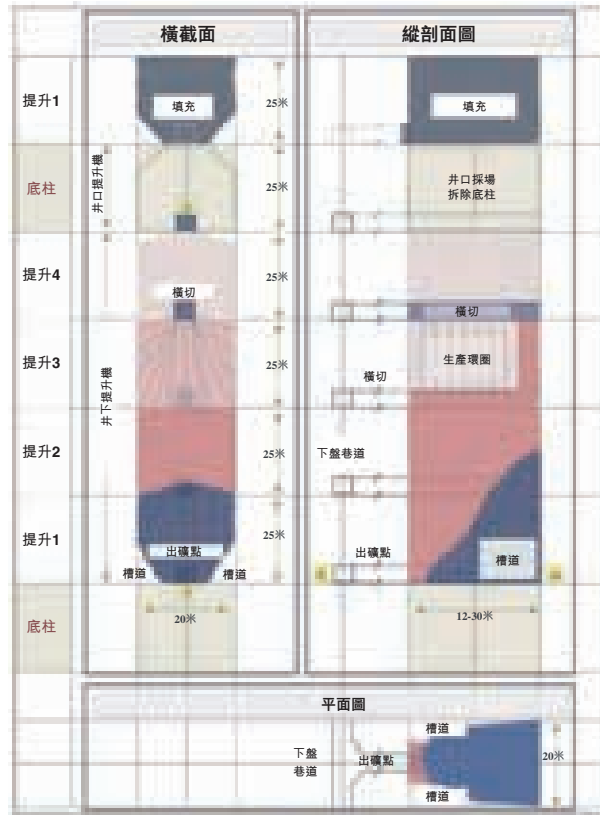 橫截面
縱剖面圖
提升1
填充
25米
填充
底柱
井口提升機
25米
井口採場
拆除底柱
提升4
橫切
25米
橫切
提升3
井下提升機
25米
橫切
生產環圈
提升2
25米
下盤巷道
提升1
出礦點
25米
槽道
槽道
出礦點
槽道
底柱
20米
12-30米
平面圖
下盤
巷道
出礦點
槽道
槽道
20米